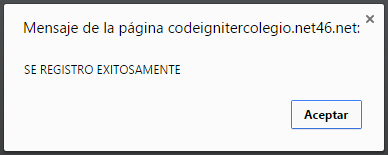 Mensaje de la página codeignitercolegio.net46.net:
SE REGISTRO EXITOSAMENTE
Aceptar